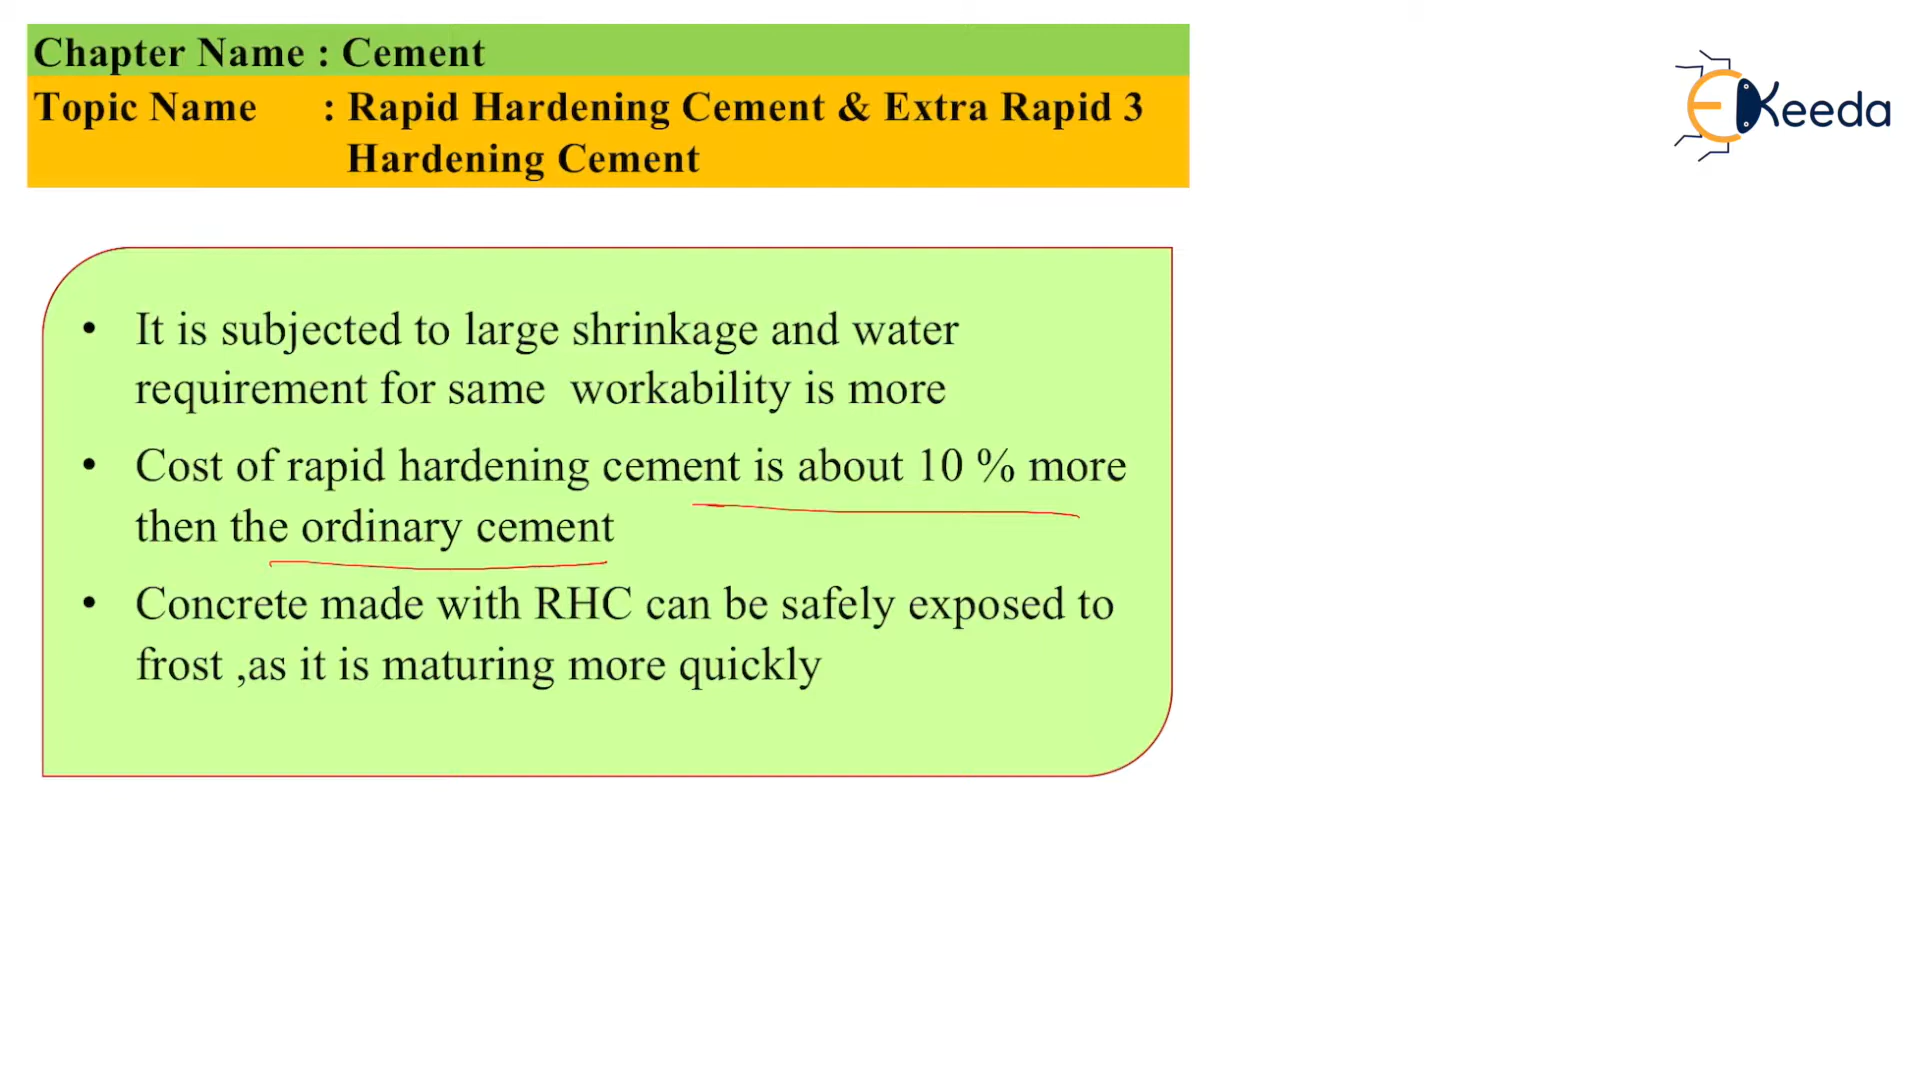 Chapter Name : Cement
Topic Name : Rapid Hardening Cement & Extra Rapid 3
Hardening Cement
EKeeda
• It is subjected to large shrinkage and water
requirement for same workability is more
• Cost of rapid hardening cement is about 10 % more
then the ordinary cement
• Concrete made with RHC can be safely exposed to
frost ,as it is maturing more quickly